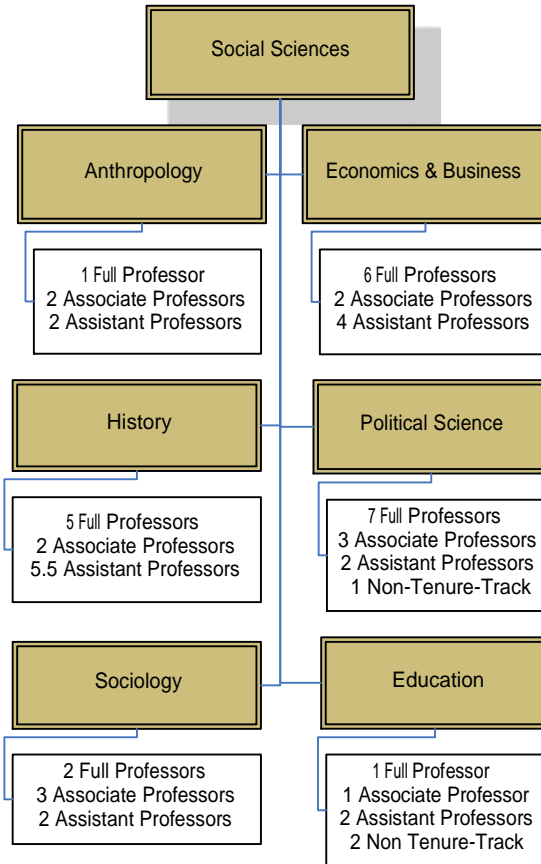 Social Sciences
Anthropology
1 Full Professor
2 Associate Professors
2 Assistant Professors
Economics & Business
6 Full Professors
2 Associate Professors
4 Assistant Professors
History
5 Full Professors
2 Associate Professors
5.5 Assistant Professors
Political Science
7 Full Professors
3 Associate Professors
2 Assistant Professors
1 Non-Tenure-Track
Sociology
2 Full Professors
3 Associate Professors
2 Assistant Professors
Education
1 Full Professor
1 Associate Professor
2 Assistant Professors
2 Non Tenure-Track